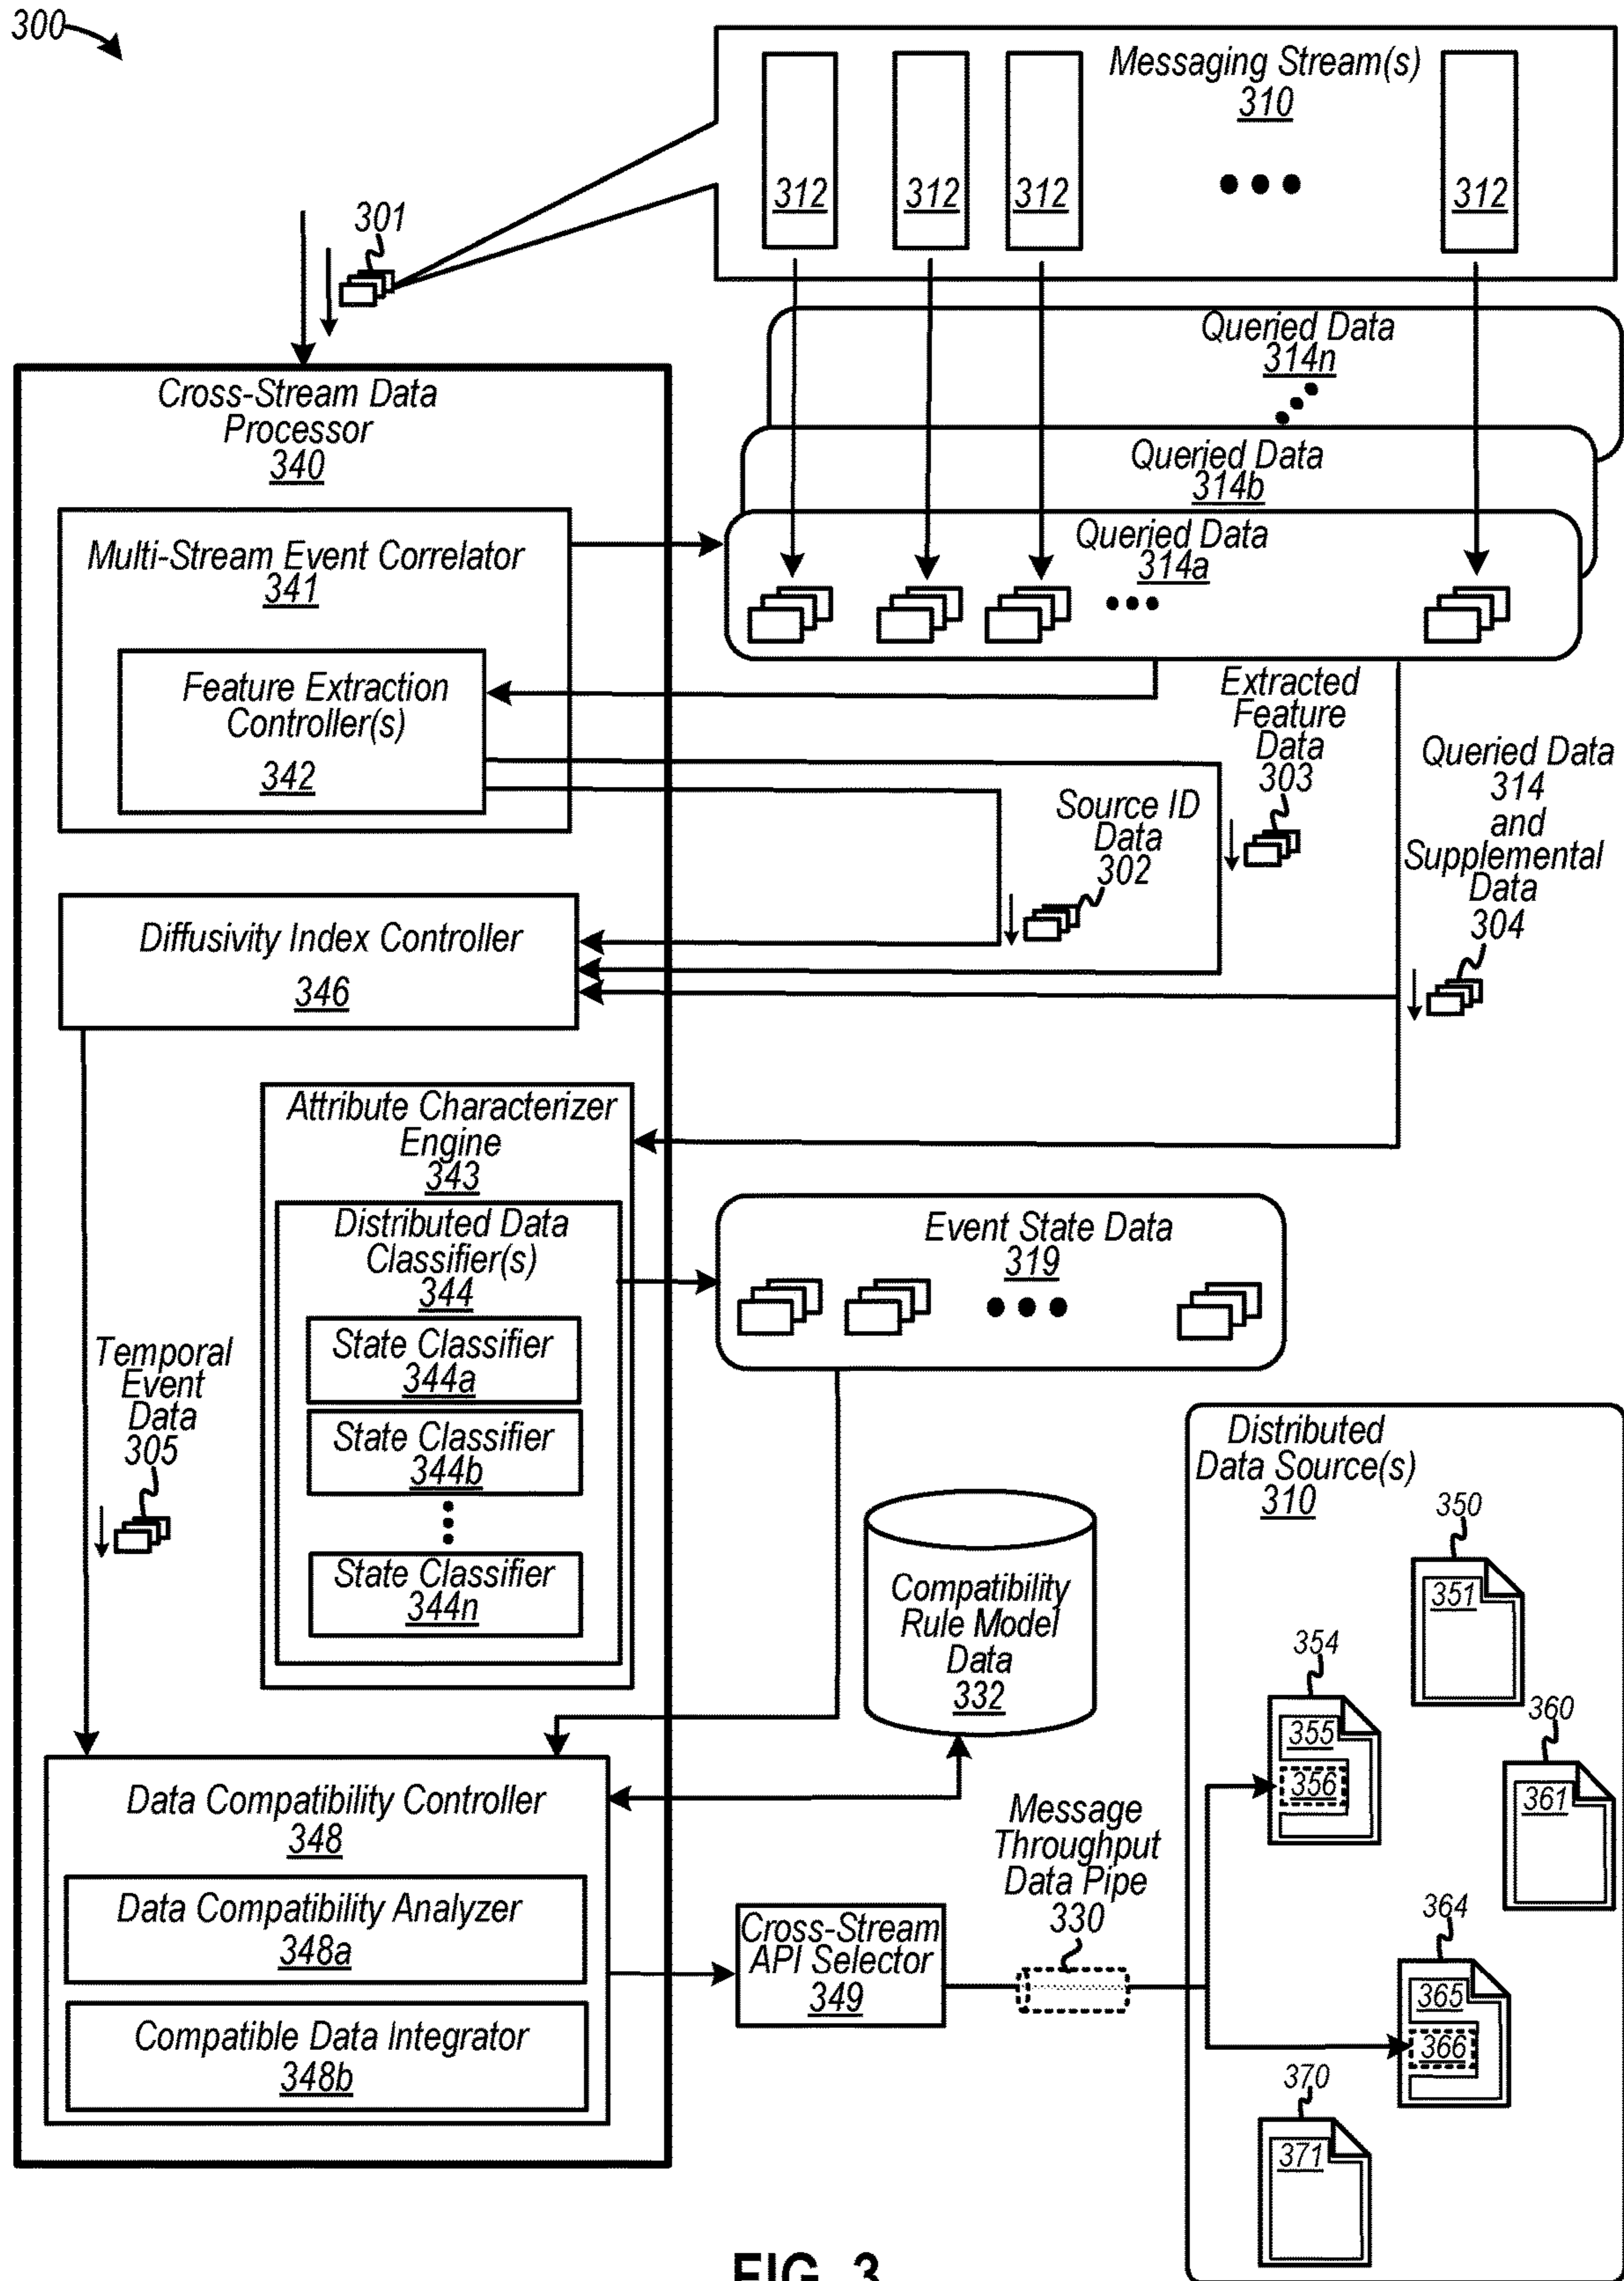 300
Messaging Stream(s)
310
312
312
312
312
301
Queried Data
314n
Cross-Stream Data
Processor
340
Queried Data
314b
Queried Data
314a
Multi-Stream Event Correlator
341
Feature Extraction
Controller(s)
342
Extracted
Feature
Data
303
Queried Data
314
and
Supplemental
Data
304
Source ID
Data
302
Diffusivity Index Controller
346
Attribute Characterizer
Engine
343
Distributed Data
Classifier(s)
344
State Classifier
344a
State Classifier
344b
State Classifier
344n
Event State Data
319
Temporal
Event
Data
305
Compatibility
Rule Model
Data
332
Distributed
Data Source(s)
310
350
351
354
355
356
360
361
364
365
366
370
371
Data Compatibility Controller
348
Data Compatibility Analyzer
348a
Compatible Data Integrator
348b
Cross-Stream
API Selector
349
Message
Throughput
Data Pipe
330
FIG. 3